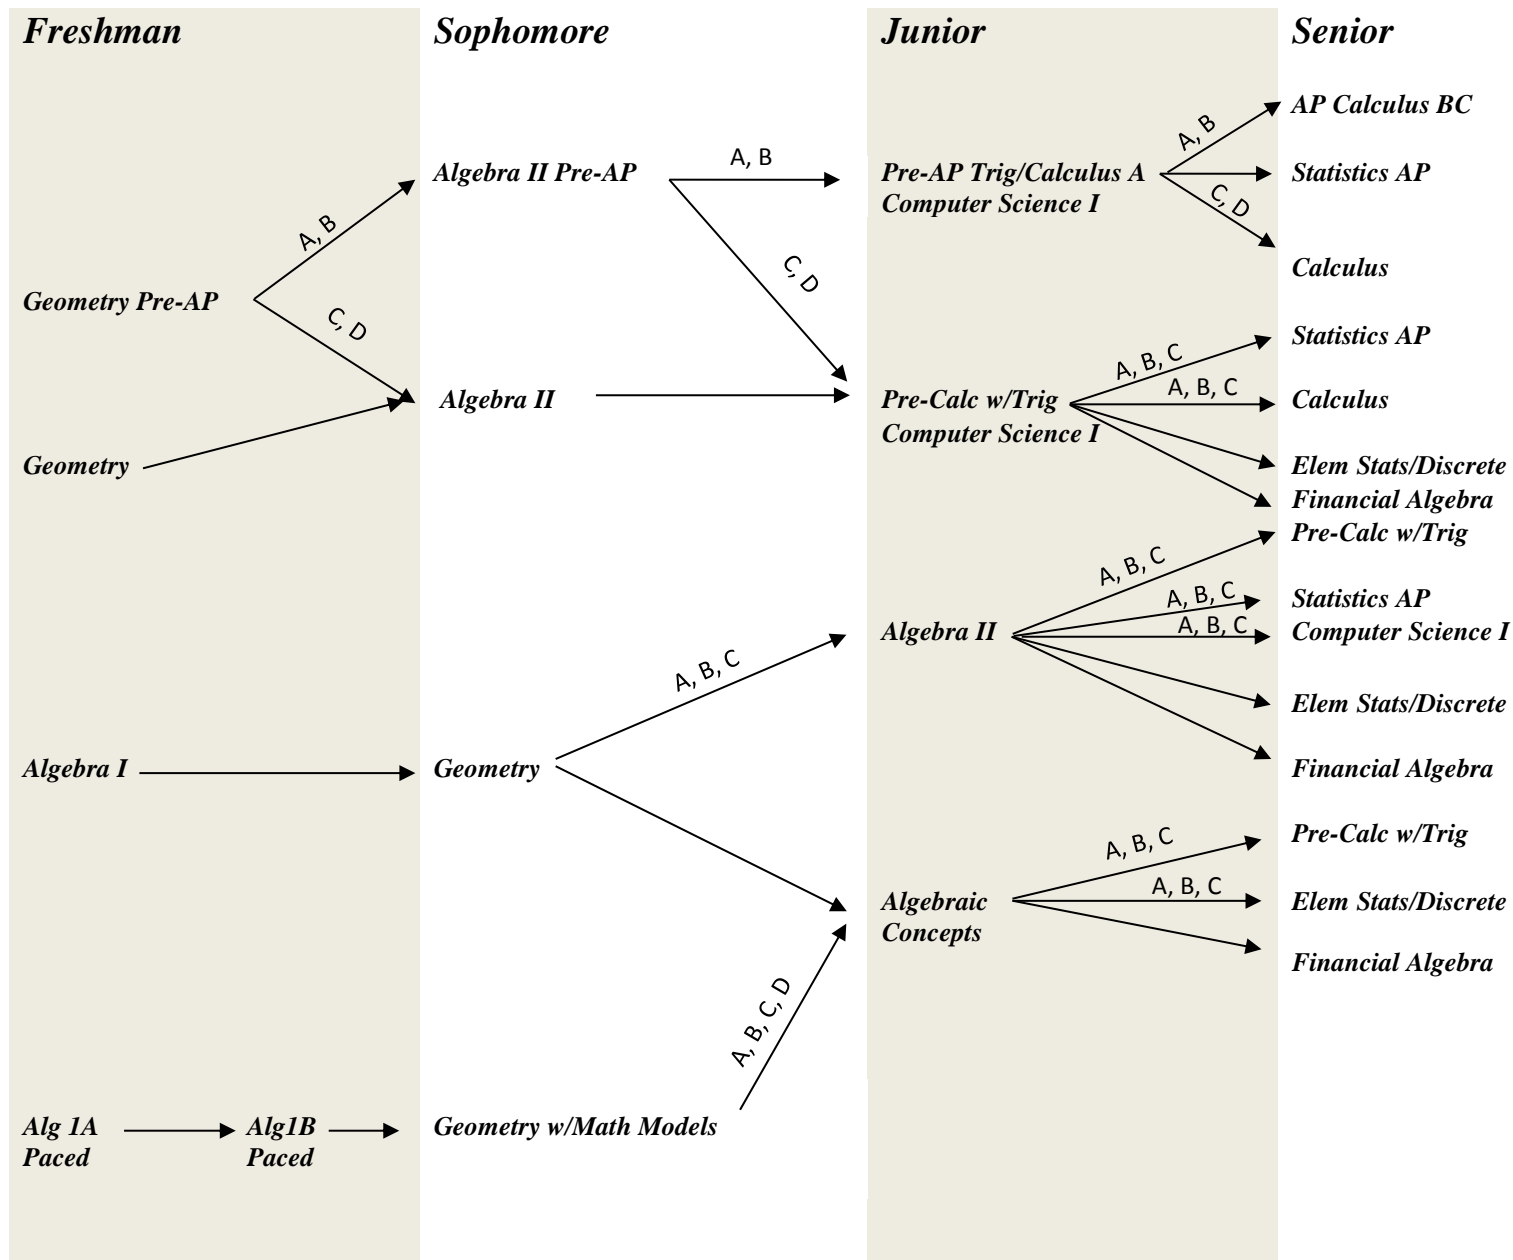 Freshman
Sophomore
Junior
Senior
Geometry Pre-AP
A, B
C, D
Geometry
Algebra I
Alg 1A
Paced
Alg1B
Paced
Algebra II Pre-AP
A, B
C, D
Algebra II
Geometry
A, B, C
Geometry w/Math Models
A, B, C, D
Pre-AP Trig/Calculus A
Computer Science I
A, B
C, D
Pre-Calc w/Trig
Computer Science I
A, B, C
A, B, C
Algebra II
A, B, C
A, B, C
A, B, C
Algebraic
Concepts
A, B, C
A, B, C
AP Calculus BC
Statistics AP
Calculus
Statistics AP
Calculus
Elem Stats/Discrete
Financial Algebra
Pre-Calc w/Trig
Statistics AP
Computer Science I
Elem Stats/Discrete
Financial Algebra
Pre-Calc w/Trig
Elem Stats/Discrete
Financial Algebra